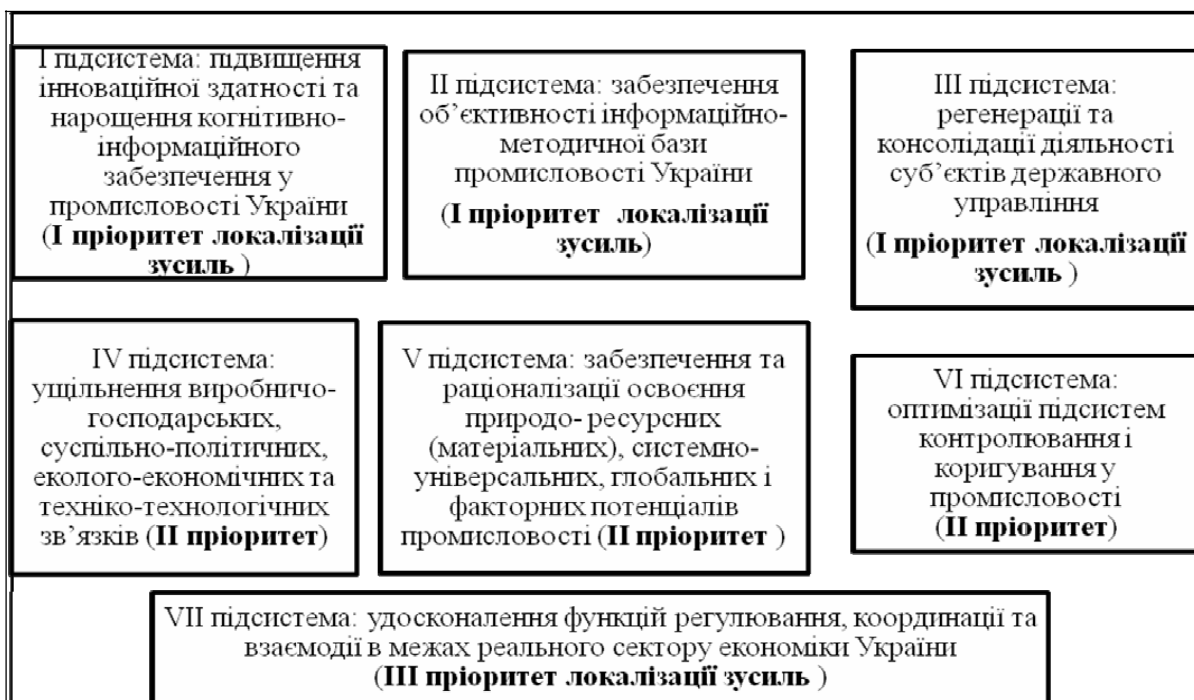 І підсистема: підвищення
інноваційної здатності та
нарощення когнітивно-
інформаційного
забезпечення у
промисловості України
(І пріоритет локалізації
зусиль )
ІІ підсистема: забезпечення
об’єктивності інформаційно-
методичної бази
промисловості України
(І пріоритет локалізації
зусиль)
ІІІ підсистема:
регенерації та
консолідації діяльності
суб’єктів державного
управління
(І пріоритет локалізації
зусиль )
IV підсистема:
ущільнення виробничо-
господарських,
суспільно-політичних,
еколого-економічних та
техніко-технологічних
зв’язків (ІІ пріоритет)
V підсистема: забезпечення та
раціоналізації освоєння
природо- ресурсних
(матеріальних), системно-
універсальних, глобальних і
факторних потенціалів
промисловості (ІІ пріоритет )
VI підсистема:
оптимізації підсистем
контролювання і
коригування у
промисловості
(ІІ пріоритет)
VII підсистема: удосконалення функцій регулювання, координації та
взаємодії в межах реального сектору економіки України
(ІІІ пріоритет локалізації зусиль )